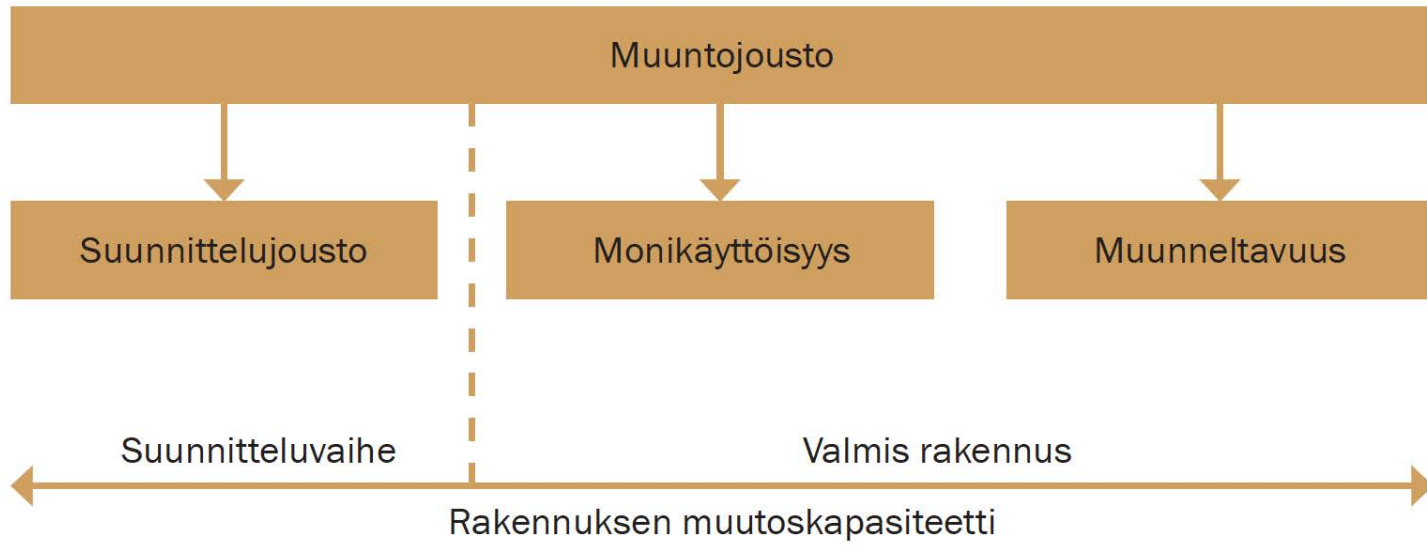 Muuntojousto
Suunnittelujousto
Monikäyttöisyys
Muunneltavuus
Suunnitteluvaihe
Valmis rakennus
Rakennuksen muutoskapasiteetti